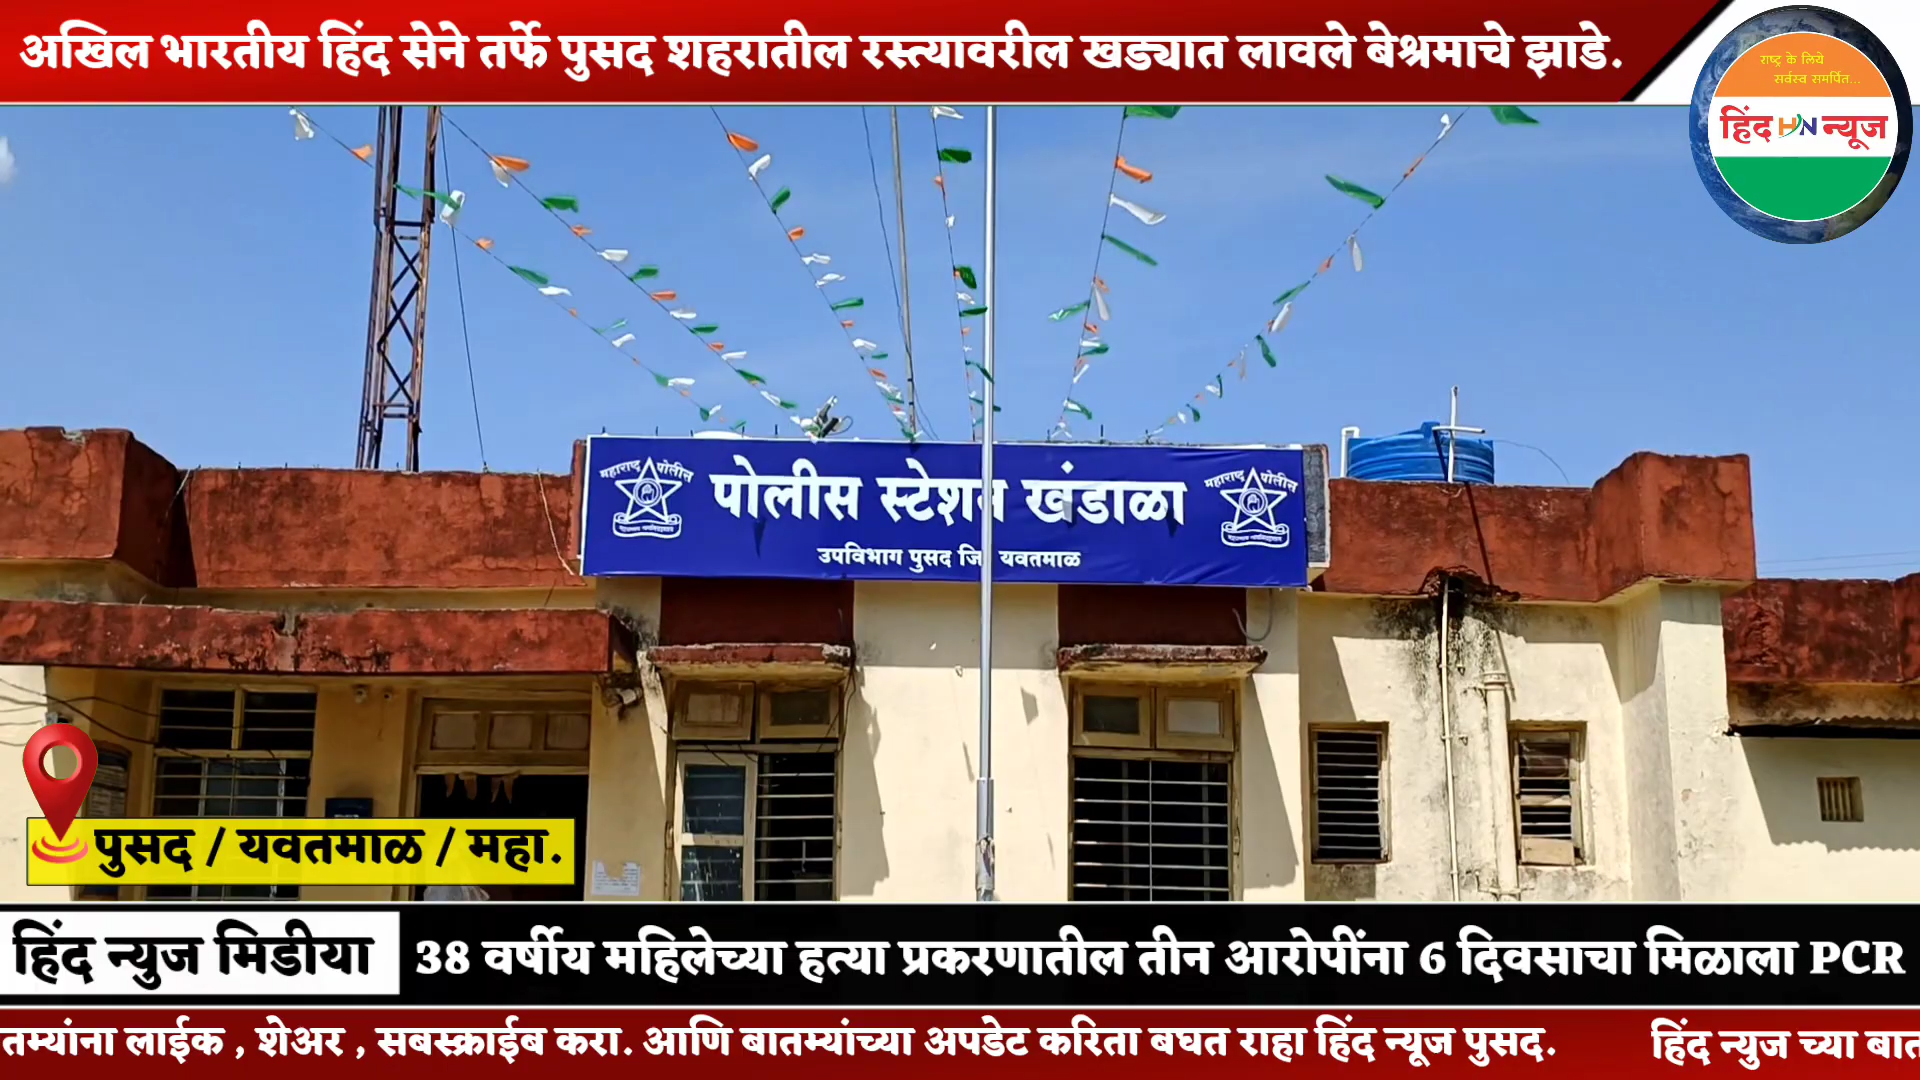 अखिल भारतीय हिंद सेने तर्फे पुसद शहरातील रस्त्यावरील खड्यात लावले बेश्रमाचे झाडे.
राष्ट्र के लिये
सर्वस्व समर्पित...
हिंद HN न्यूज
महाराष्ट्र पोलीस
पोलीस स्टेशन खंडाळा
महाराष्ट्र पोलीस
उपविभाग पुसद जि यवतमाळ
पुसद / यवतमाळ / महा.
हिंद न्युज मिडीया
38 वर्षीय महिलेच्या हत्या प्रकरणातील तीन आरोपींना 6 दिवसाचा मिळाला PCR
तम्यांना लाईक , शेअर , सबस्क्राईब करा. आणि बातम्यांच्या अपडेट करिता बघत राहा हिंद न्यूज पुसद. हिंद न्युज च्या बात